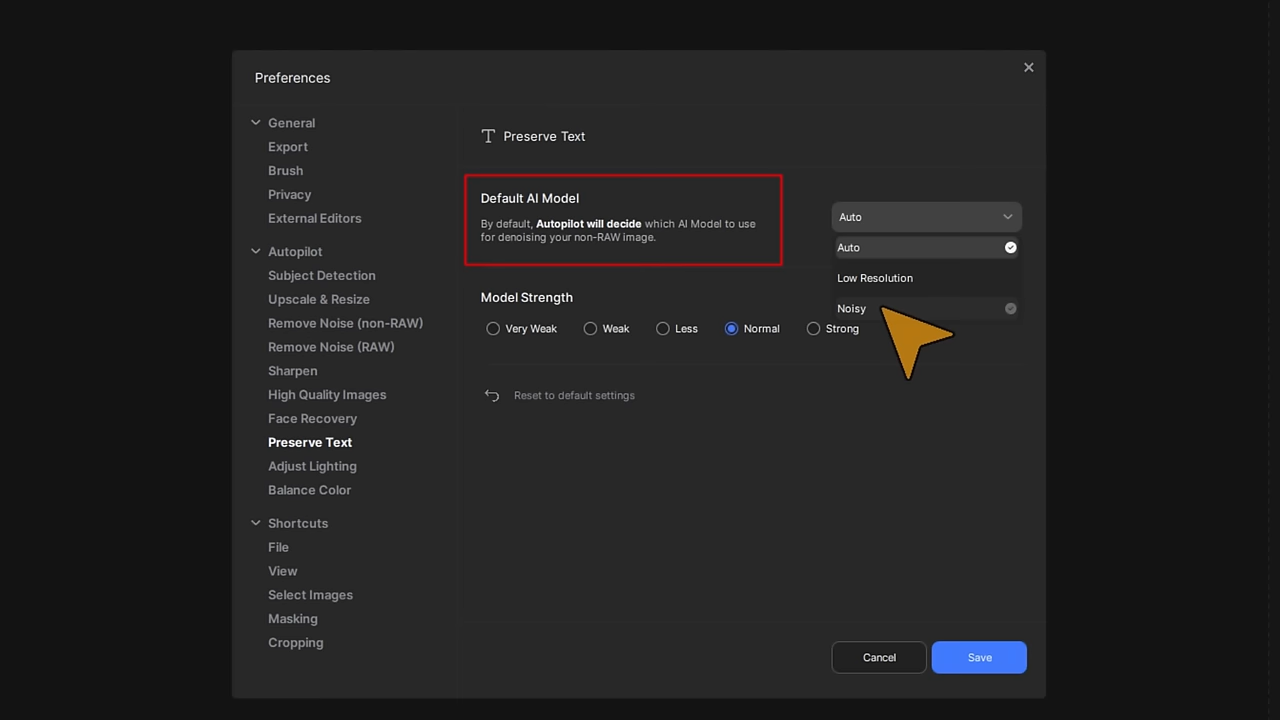 Preferences
General
Export
Brush
Privacy
External Editors
Autopilot
Subject Detection
Upscale & Resize
Remove Noise (non-RAW)
Remove Noise (RAW)
Sharpen
High Quality Images
Face Recovery
Preserve Text
Adjust Lighting
Balance Color
Shortcuts
File
View
Select Images
Masking
Cropping
Preserve Text
Default AI Model
By default, Autopilot will decide which AI Model to use
for denoising your non-RAW image.
Auto
Auto
Low Resolution
Noisy
Model Strength
Very Weak Weak Less Normal Strong
Reset to default settings
Cancel Save